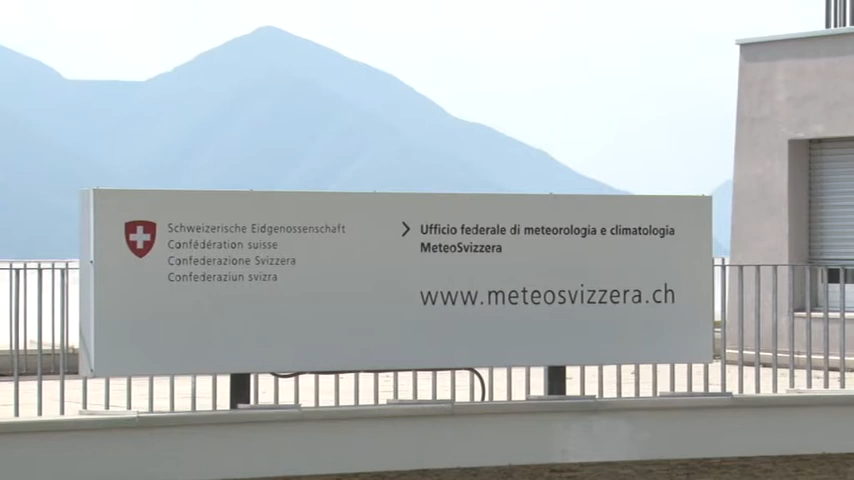 Schweizerische Eidgenossenschaft
Confédération suisse
Confederazione Svizzera
Confederaziun svizra
Ufficio federale di meteorologia e climatologia
MeteoSvizzera
www.meteosvizzera.ch